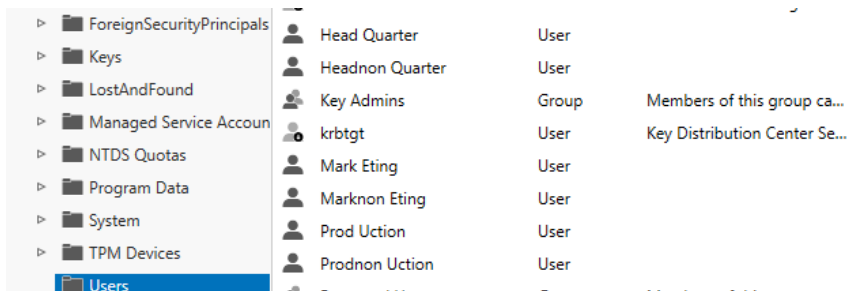 ForeignSecurityPrincipals
Keys
LostAndFound
Managed Service Accoun
NTDS Quotas
Program Data
System
TPM Devices
Users
Head Quarter User
Headnon Quarter User
Key Admins Group Members of this group ca...
krbtgt User Key Distribution Center Se...
Mark Eting User
Marknon Eting User
Prod Uction User
Prodnon Uction User